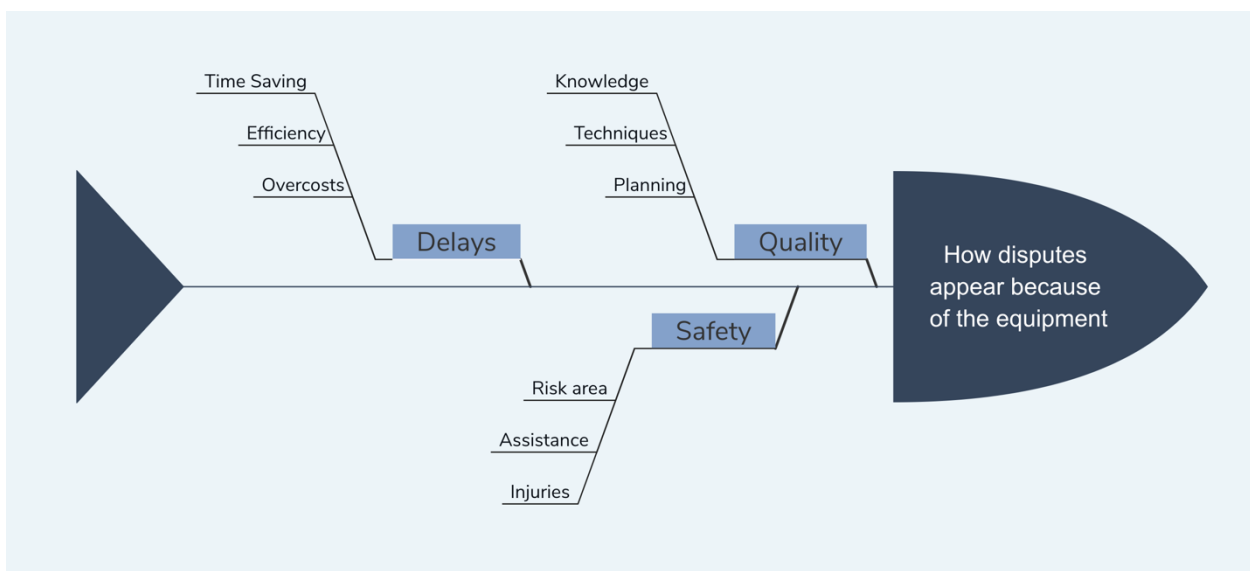 Time Saving
Efficiency
Overcosts
Delays
Knowledge
Techniques
Planning
Quality
Safety
Risk area
Assistance
Injuries
How disputes
appear because
of the equipment